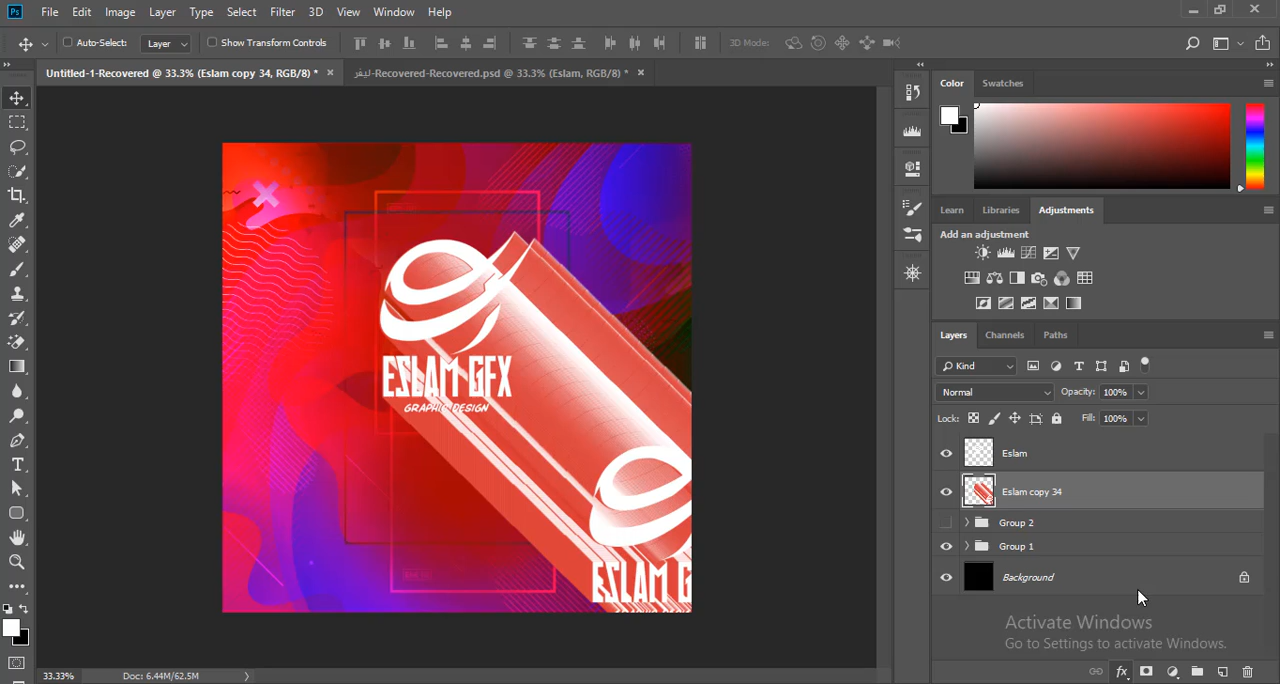 Ps File Edit Image Layer Type Select Filter 3D View Window Help
Auto-Select: Layer Show Transform Controls 3D Mode:
Untitled-1-Recovered @ 33.3% (Eslam copy 34, RGB/8) * × ليفر-Recovered-Recovered.psd @ 33.3% (Eslam, RGB/8) * ×
Color Swatches
Learn Libraries Adjustments
Add an adjustment
Layers Channels Paths
Kind
Normal Opacity: 100%
Lock: Fill: 100%
Eslam
Eslam copy 34
Group 2
Group 1
Background
ESLAM GFX
GRAPHIC DESIGN
ESLAM G
Activate Windows
Go to Settings to activate Windows.
fx
33.33% Doc: 6.44M/62.5M